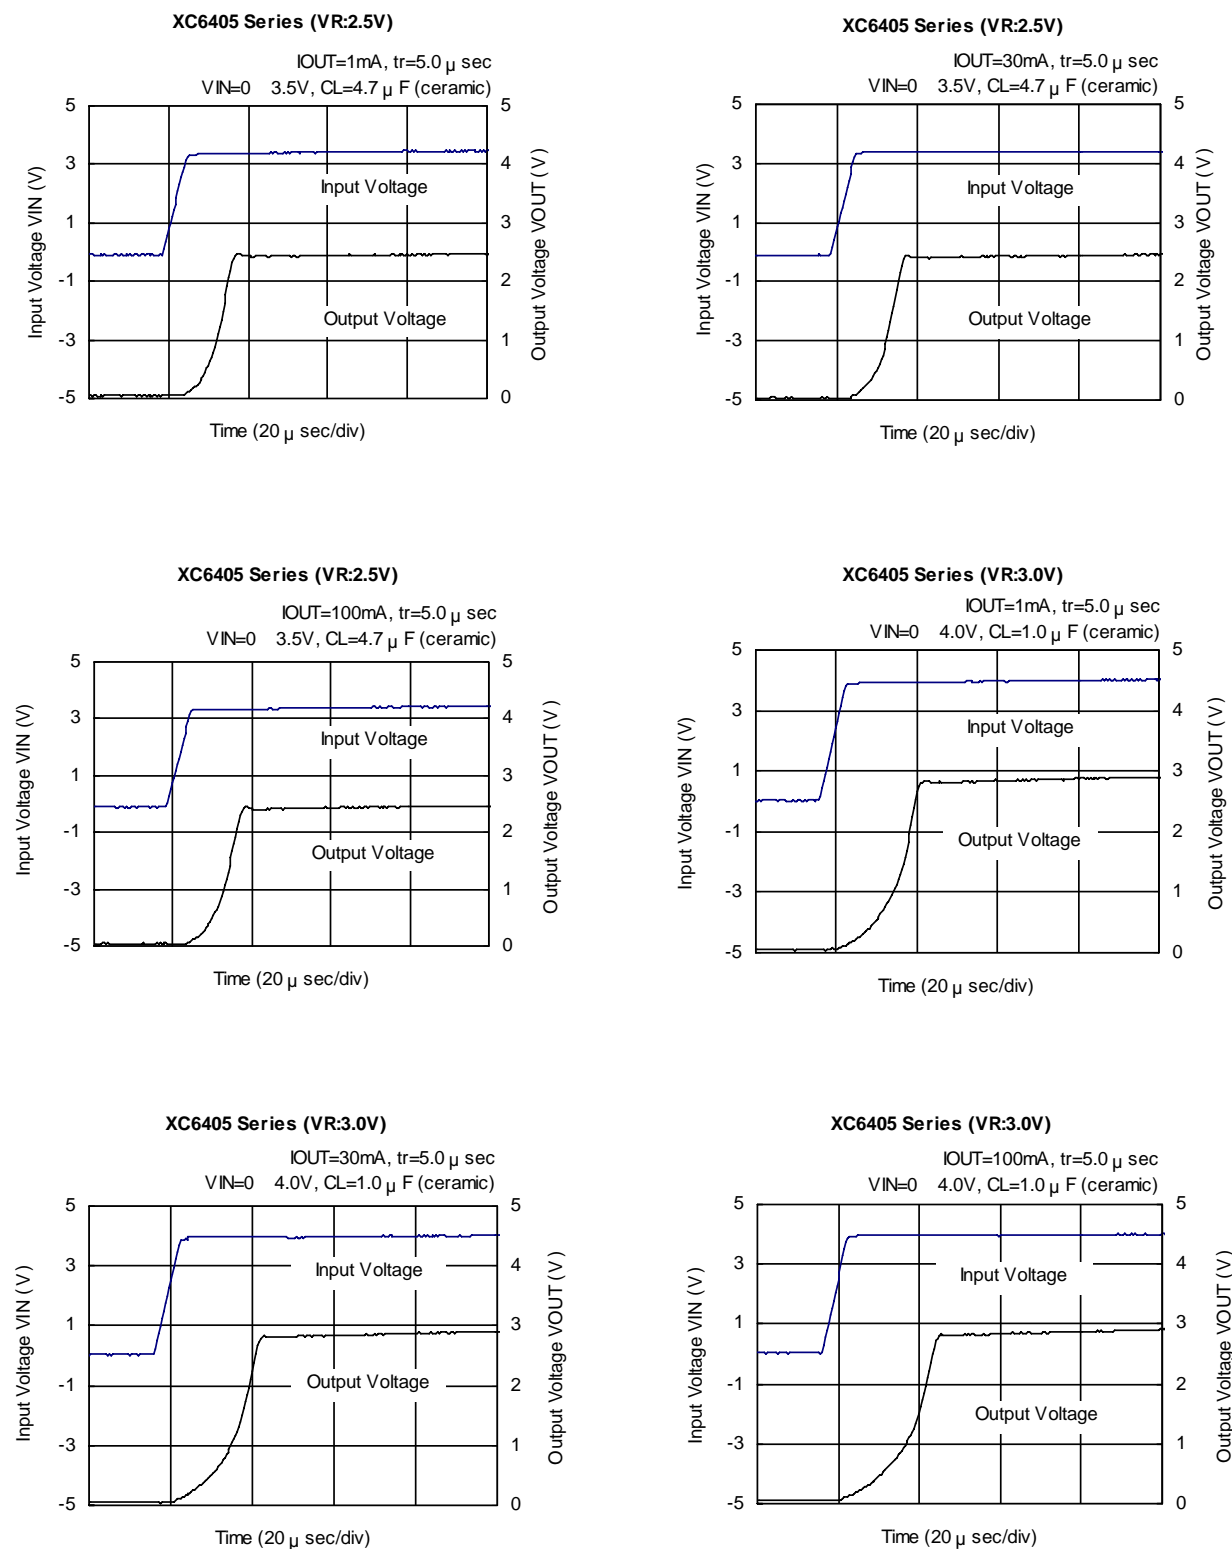 XC6405 Series (VR:2.5V)
IOUT=1mA, tr=5.0 μ sec
VIN=0 3.5V, CL=4.7 μ F (ceramic)
5
3
1
-1
-3
-5
5
4
3
2
1
0
Input Voltage VIN (V)
Output Voltage VOUT (V)
Input Voltage
Output Voltage
Time (20 μ sec/div)
XC6405 Series (VR:2.5V)
IOUT=30mA, tr=5.0 μ sec
VIN=0 3.5V, CL=4.7 μ F (ceramic)
5
3
1
-1
-3
-5
5
4
3
2
1
0
Input Voltage VIN (V)
Output Voltage VOUT (V)
Input Voltage
Output Voltage
Time (20 μ sec/div)
XC6405 Series (VR:2.5V)
IOUT=100mA, tr=5.0 μ sec
VIN=0 3.5V, CL=4.7 μ F (ceramic)
5
3
1
-1
-3
-5
5
4
3
2
1
0
Input Voltage VIN (V)
Output Voltage VOUT (V)
Input Voltage
Output Voltage
Time (20 μ sec/div)
XC6405 Series (VR:3.0V)
IOUT=1mA, tr=5.0 μ sec
VIN=0 4.0V, CL=1.0 μ F (ceramic)
5
3
1
-1
-3
-5
5
4
3
2
1
0
Input Voltage VIN (V)
Output Voltage VOUT (V)
Input Voltage
Output Voltage
Time (20 μ sec/div)
XC6405 Series (VR:3.0V)
IOUT=30mA, tr=5.0 μ sec
VIN=0 4.0V, CL=1.0 μ F (ceramic)
5
3
1
-1
-3
-5
5
4
3
2
1
0
Input Voltage VIN (V)
Output Voltage VOUT (V)
Input Voltage
Output Voltage
Time (20 μ sec/div)
XC6405 Series (VR:3.0V)
IOUT=100mA, tr=5.0 μ sec
VIN=0 4.0V, CL=1.0 μ F (ceramic)
5
3
1
-1
-3
-5
5
4
3
2
1
0
Input Voltage VIN (V)
Output Voltage VOUT (V)
Input Voltage
Output Voltage
Time (20 μ sec/div)